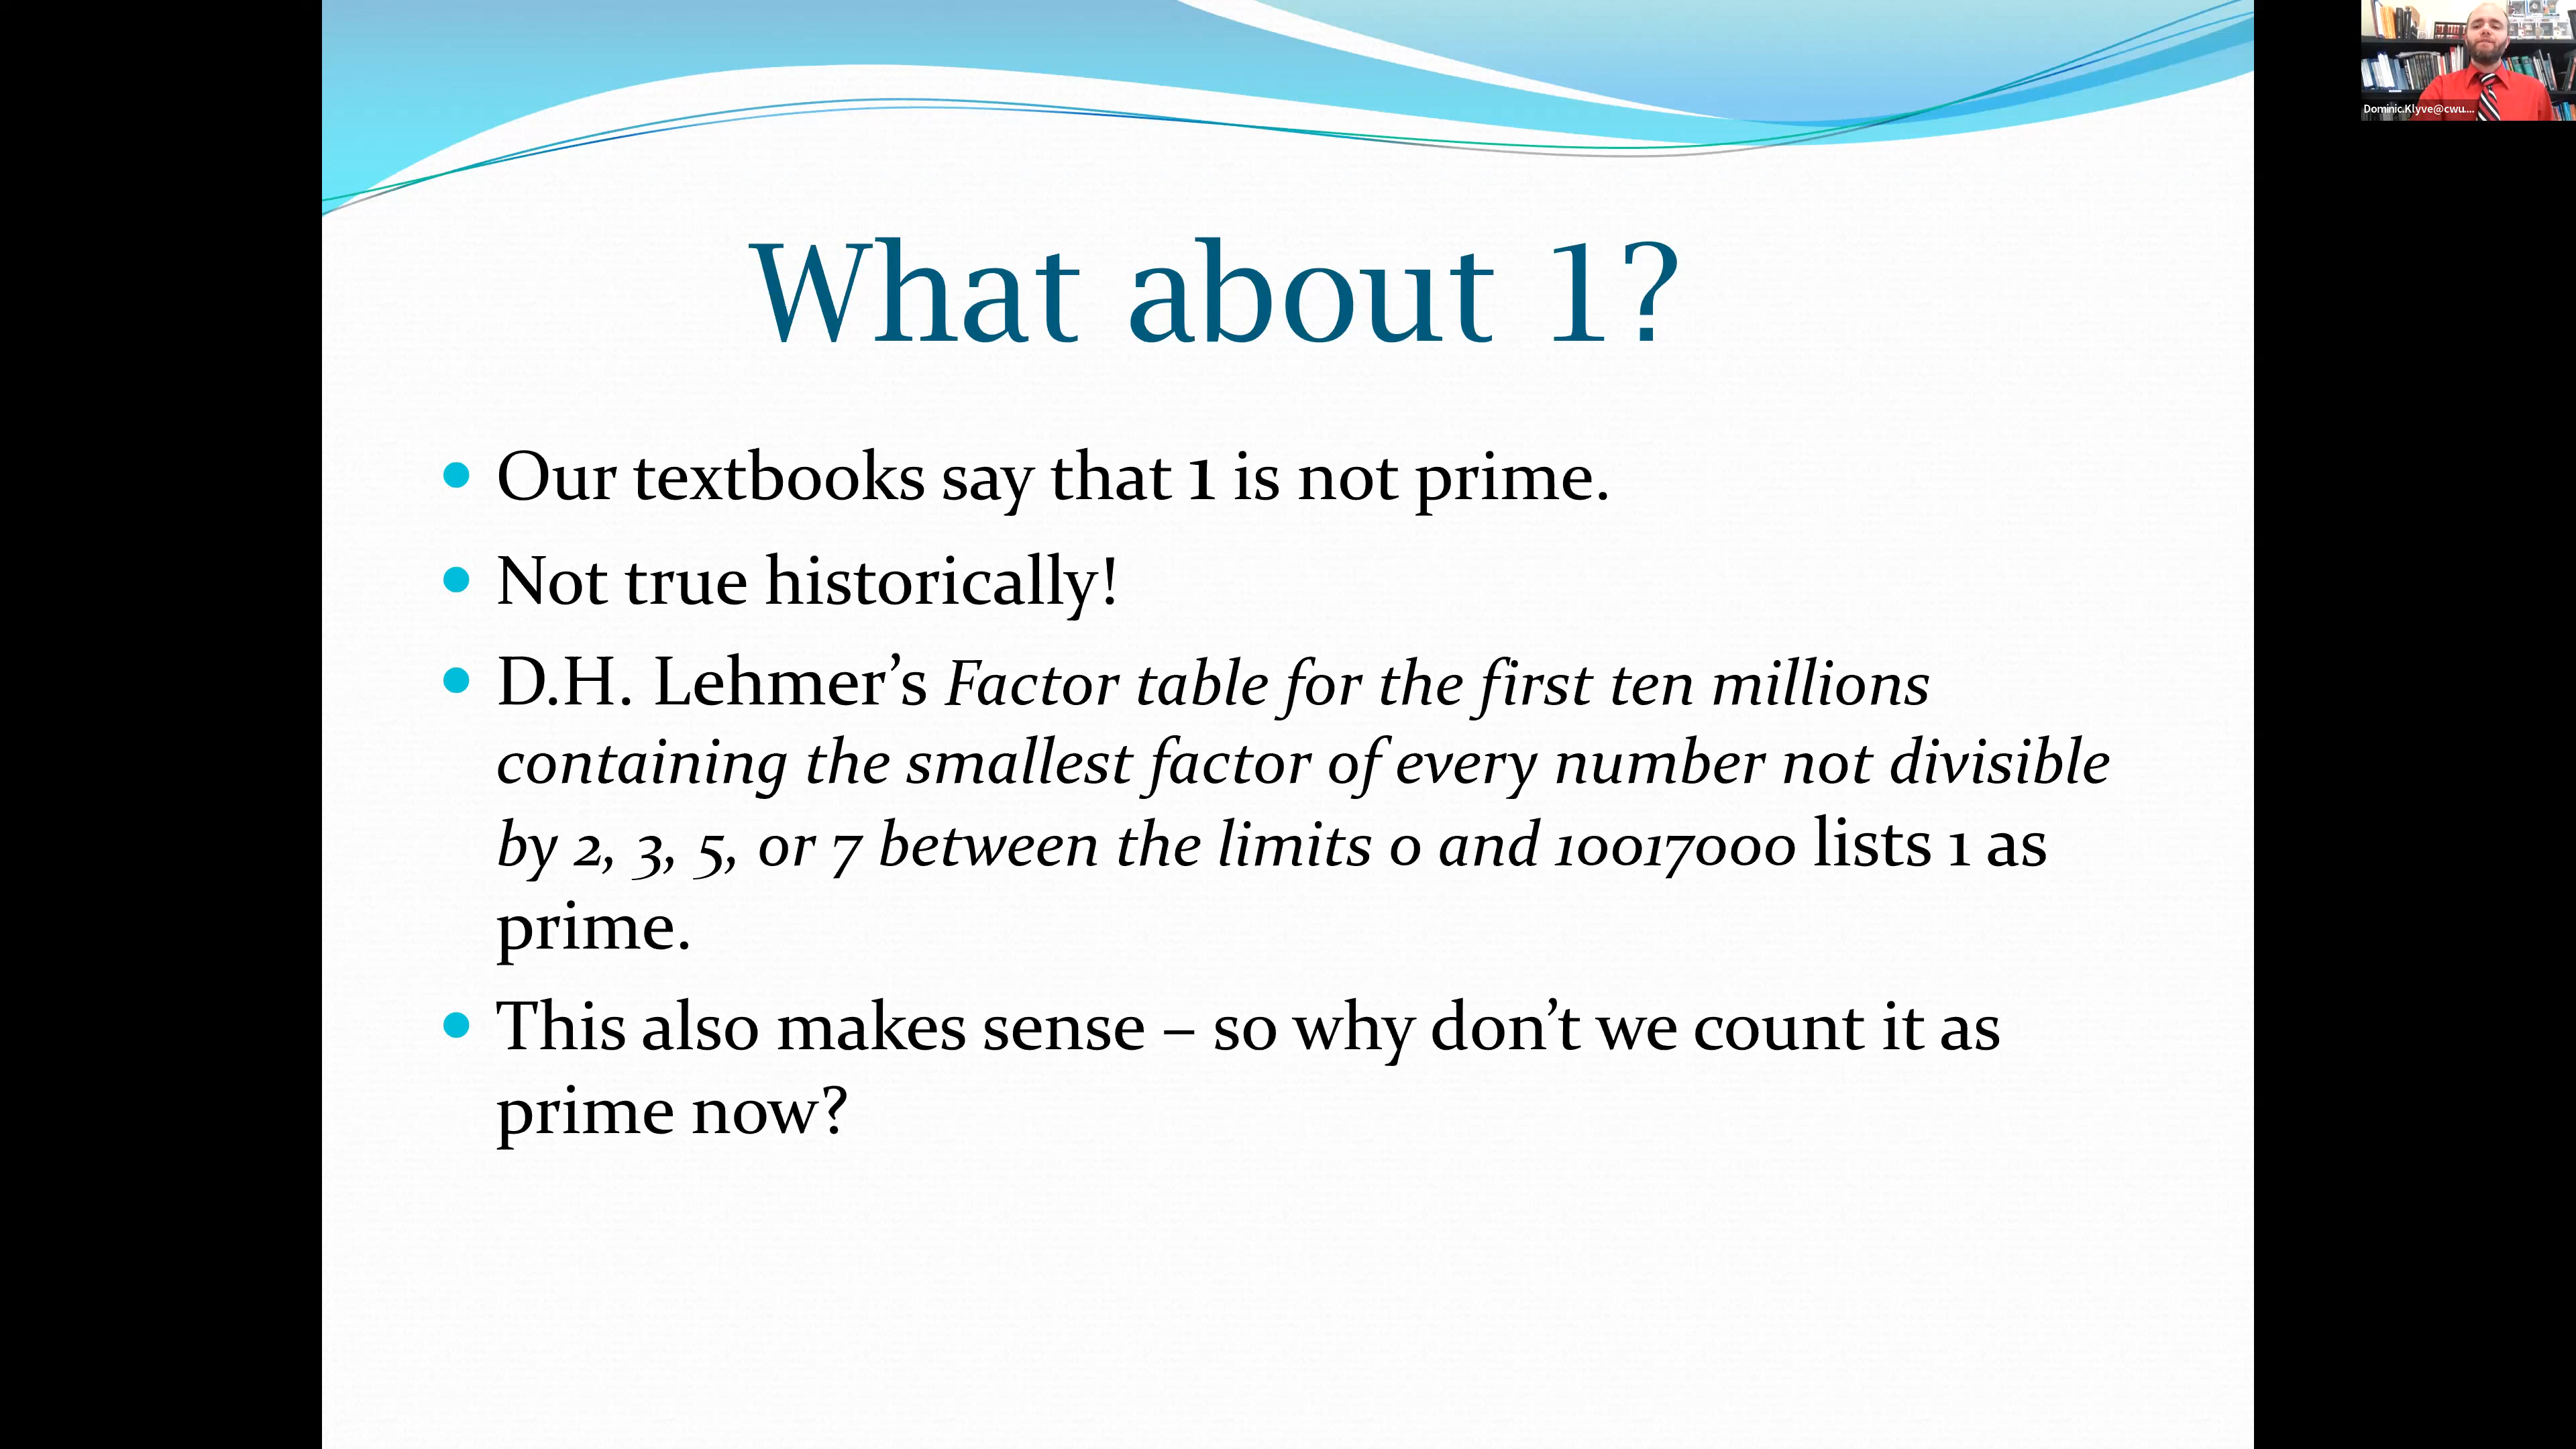 Dominic.Klyve@cwu....
What about 1?
• Our textbooks say that 1 is not prime.
• Not true historically!
• D.H. Lehmer’s Factor table for the first ten millions
containing the smallest factor of every number not divisible
by 2, 3, 5, or 7 between the limits 0 and 10017000 lists 1 as
prime.
• This also makes sense – so why don’t we count it as
prime now?